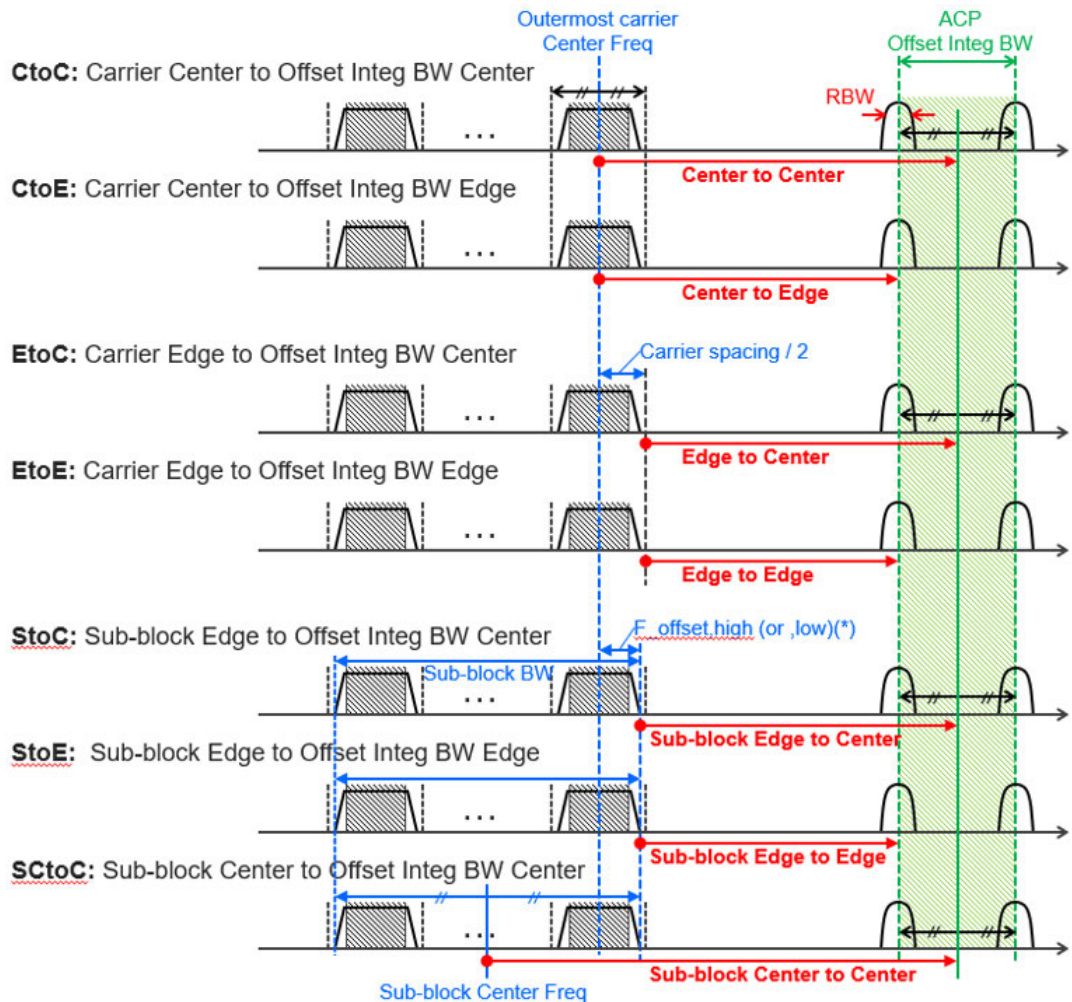 Outermost carrier
Center Freq
ACP
Offset Integ BW
CtoC: Carrier Center to Offset Integ BW Center
RBW
...
Center to Center
CtoE: Carrier Center to Offset Integ BW Edge
...
Center to Edge
EtoC: Carrier Edge to Offset Integ BW Center
Carrier spacing / 2
...
Edge to Center
EtoE: Carrier Edge to Offset Integ BW Edge
...
Edge to Edge
StoC: Sub-block Edge to Offset Integ BW Center
F_offset,high (or ,low)(*)
Sub-block BW
...
Sub-block Edge to Center
StoE: Sub-block Edge to Offset Integ BW Edge
...
Sub-block Edge to Edge
SCtoC: Sub-block Center to Offset Integ BW Center
...
Sub-block Center to Center
Sub-block Center Freq